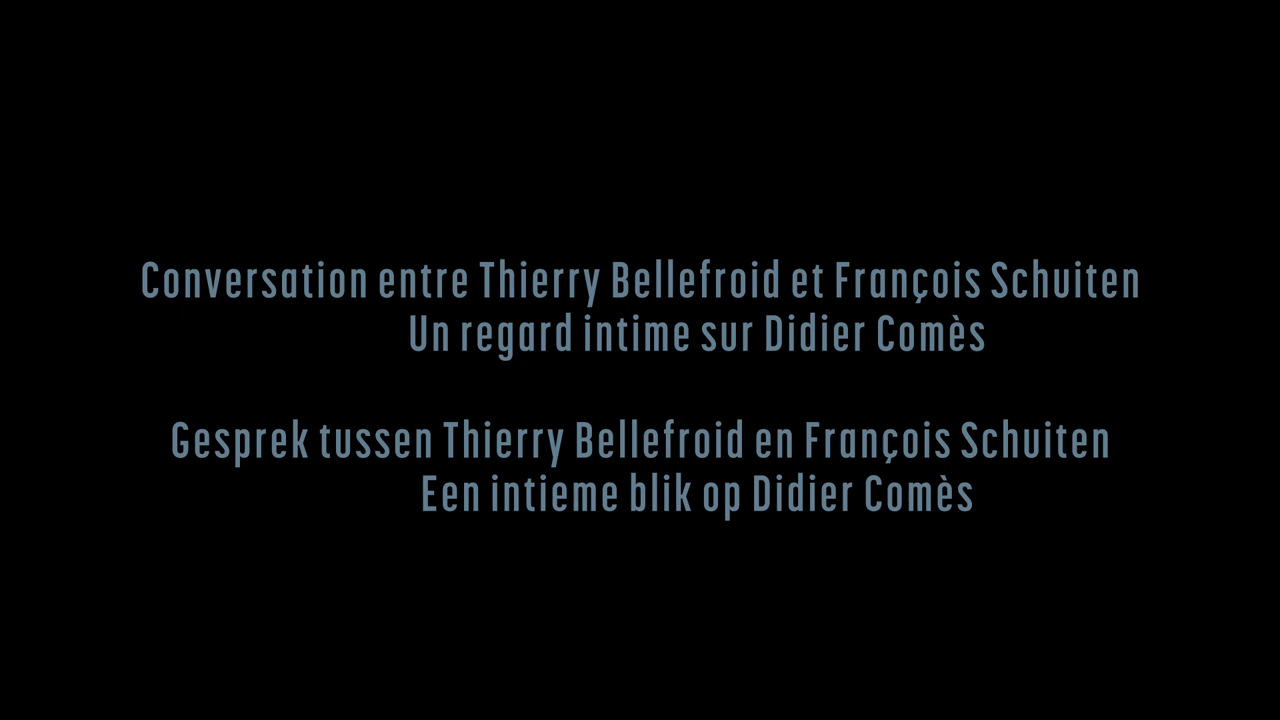 Conversation entre Thierry Bellefroid et François Schuiten
Un regard intime sur Didier Comès
Gesprek tussen Thierry Bellefroid en François Schuiten
Een intieme blik op Didier Comès